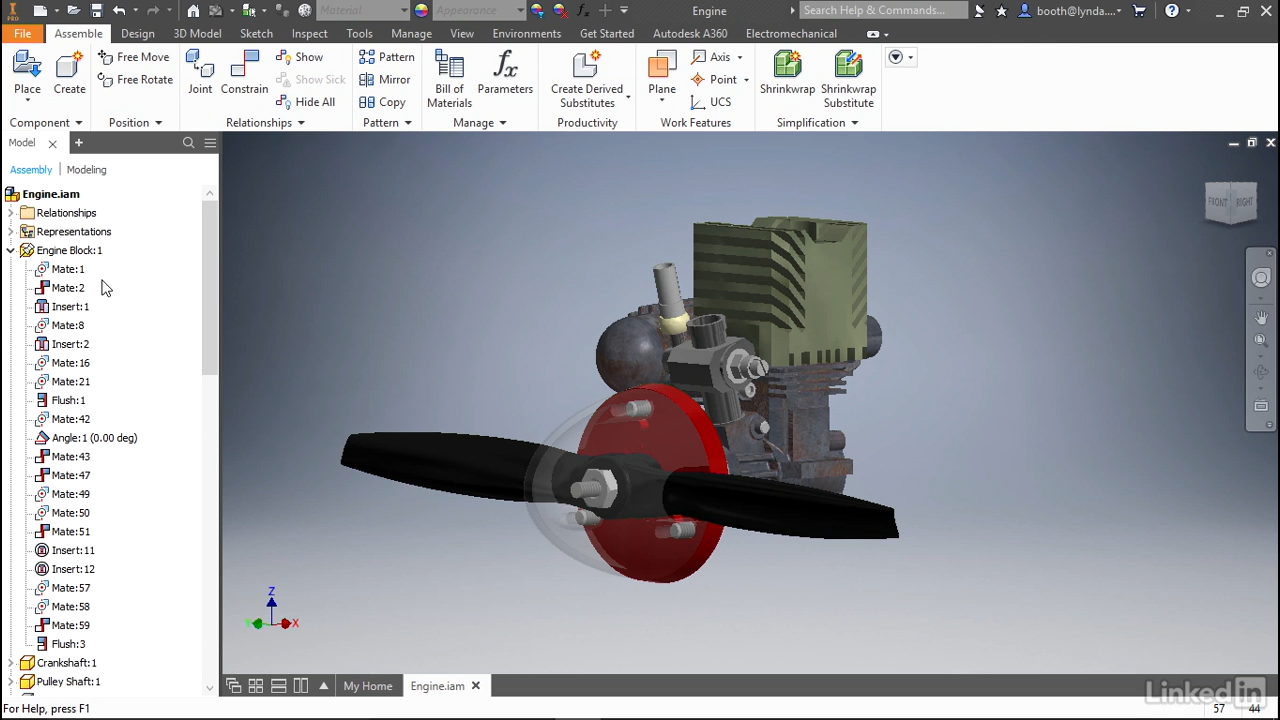 I PRO Material Appearance Engine Search Help & Commands... booth@lynda....
File Assemble Design 3D Model Sketch Inspect Tools Manage View Environments Get Started Autodesk A360 Electromechanical
Free Move Show Pattern Axis
Free Rotate Show Sick Mirror Point
Place Create Joint Constrain Hide All Copy Bill of Materials Parameters Create Derived Substitutes Plane UCS Shrinkwrap Shrinkwrap Substitute
Component Position Relationships Pattern Manage Productivity Work Features Simplification
Model
Assembly Modeling
Engine.iam
Relationships
Representations
FRONT RIGHT
Engine Block:1
Mate:1
Mate:2
Insert:1
Mate:8
Insert:2
Mate:16
Mate:21
Flush:1
Mate:42
Angle:1 (0.00 deg)
Mate:43
Mate:47
Mate:49
Mate:50
Mate:51
Insert:11
Insert:12
Mate:57
Z
Mate:58
Y X
Mate:59
Flush:3
Crankshaft:1
Pulley Shaft:1
My Home Engine.iam
LinkedIn
For Help, press F1 57 44